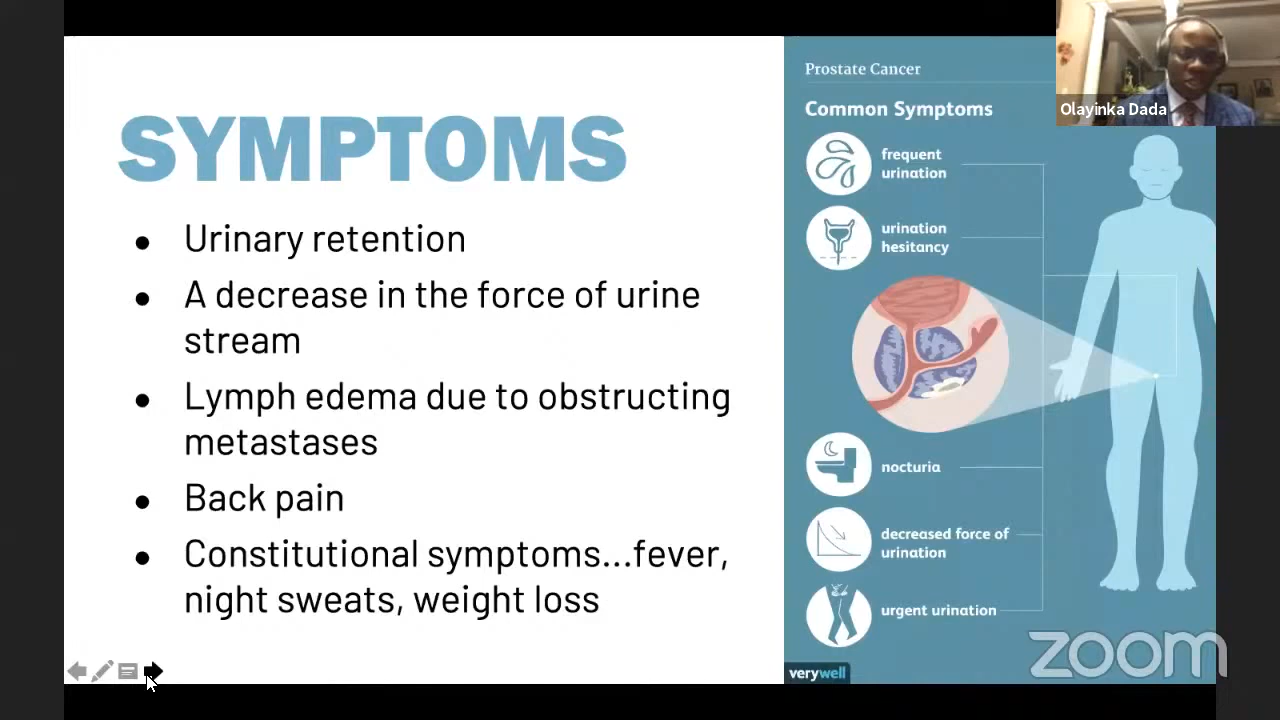 SYMPTOMS
● Urinary retention
● A decrease in the force of urine
stream
● Lymph edema due to obstructing
metastases
● Back pain
● Constitutional symptoms...fever,
night sweats, weight loss
Prostate Cancer
Common Symptoms
frequent
urination
urination
hesitancy
nocturia
decreased force of
urination
urgent urination
verywell
Olayinka Dada
zoom